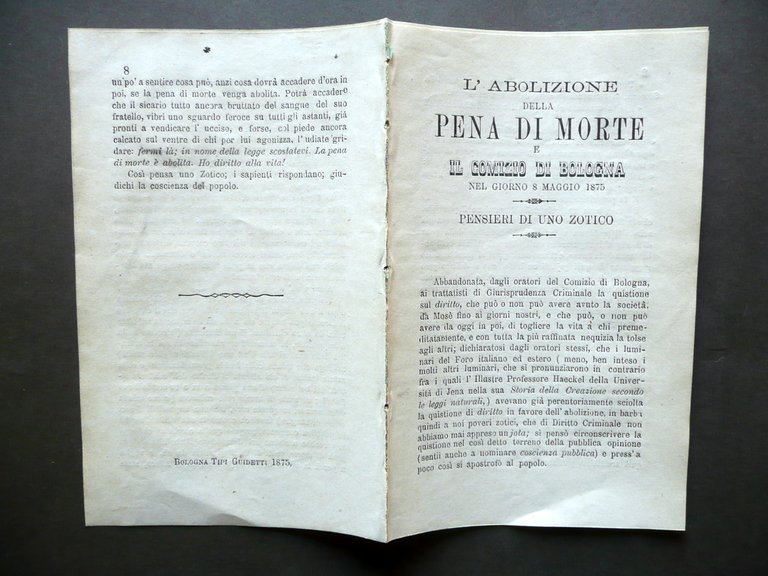 8
un po' a sentice cosa può, anzi cosa dovrà accadere d'ora in
poi, se la pena di morte venga abolita. Potrà accadere
che il sicario tutto ancora bruttato del sangue del suo
fratello, vibri uno sguardo feroce su tutti gli astanti, già
pronti a vendicare l' ucciso, e forse, col piede ancora
calcato sul ventre di chi per lui agonizza, l'udiate gri-
dare: fermi là; in nome della legge scostatevi. La pena
di morte è abolita. Ho diritto alla vita!
Così pensa uno Zotico; i sapienti rispondano; giu-
dichi la coscienza del popolo.
Bologna Tipi Guidetti 1875,
L' ABOLIZIONE
DELLA
PENA DI MORTE
E
IL COMIZIO DI BOLOGNA
NEL GIORNO 8 MAGGIO 1875
PENSIERI DI UNO ZOTICO
Abbandonata, dagli oratori del Comizio di Bologna,
ai trattatisti di Giurisprudenza Criminale la quistione
sul diritto, che può o non può avere avuto la società
da Mosè fino ai giorni nostri, e che può, o non può
avere da oggi in poi, di togliere la vita a chi preme-
ditatamente, e con tutta la più raffinata nequizia la tolse
agli altri; dichiaratosi dagli oratori stessi, che i lumi-
nari del Foro italiano ed estero ( meno, ben inteso i
molti altri luminari, che si pronunziarono in contrario
fra i quali l' Illustre Professore Haeckel della Univer-
sità di Jena nella sua Storia della Creazione secondo
le leggi naturali,) avevano già perentoriamente sciolta
la quistione di diritto in favore dell' abolizione, in barba
quindi a noi poveri zotici, che di Diritto Criminale non
abbiamo mai appreso un jota; si pensò circonscrivere la
quistione nel così detto terreno della pubblica opinione
(sentii anche a nominare coscienza pubblica) e press'a
poco così si apostrofò al popolo.